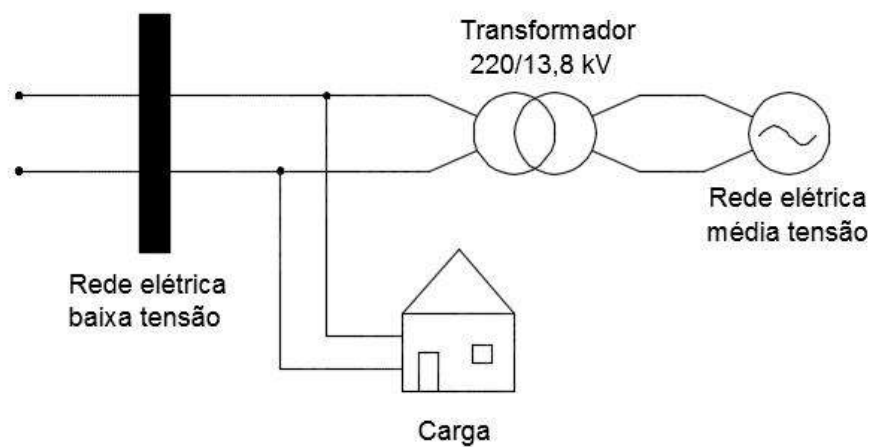 Transformador
220/13,8 kV
Rede elétrica
média tensão
Rede elétrica
baixa tensão
Carga